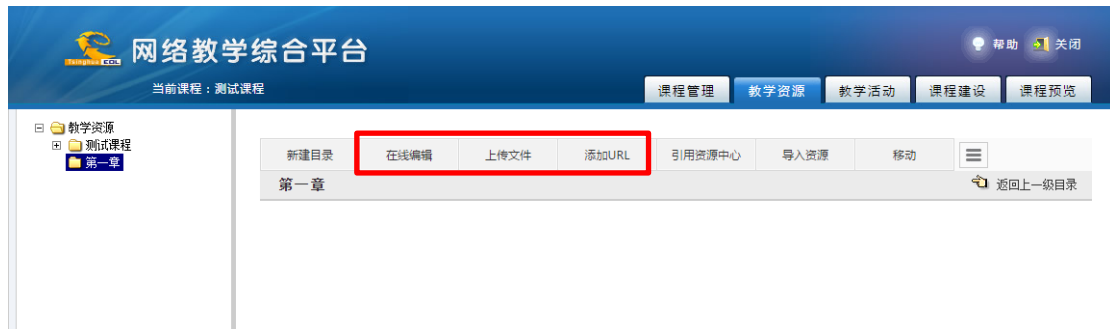 网络教学综合平台
Tsinghua EOL
帮助 关闭
当前课程：测试课程
课程管理 教学资源 教学活动 课程建设 课程预览
教学资源
测试课程
第一章
新建目录 在线编辑 上传文件 添加URL 引用资源中心 导入资源 移动
第一章 返回上一级目录